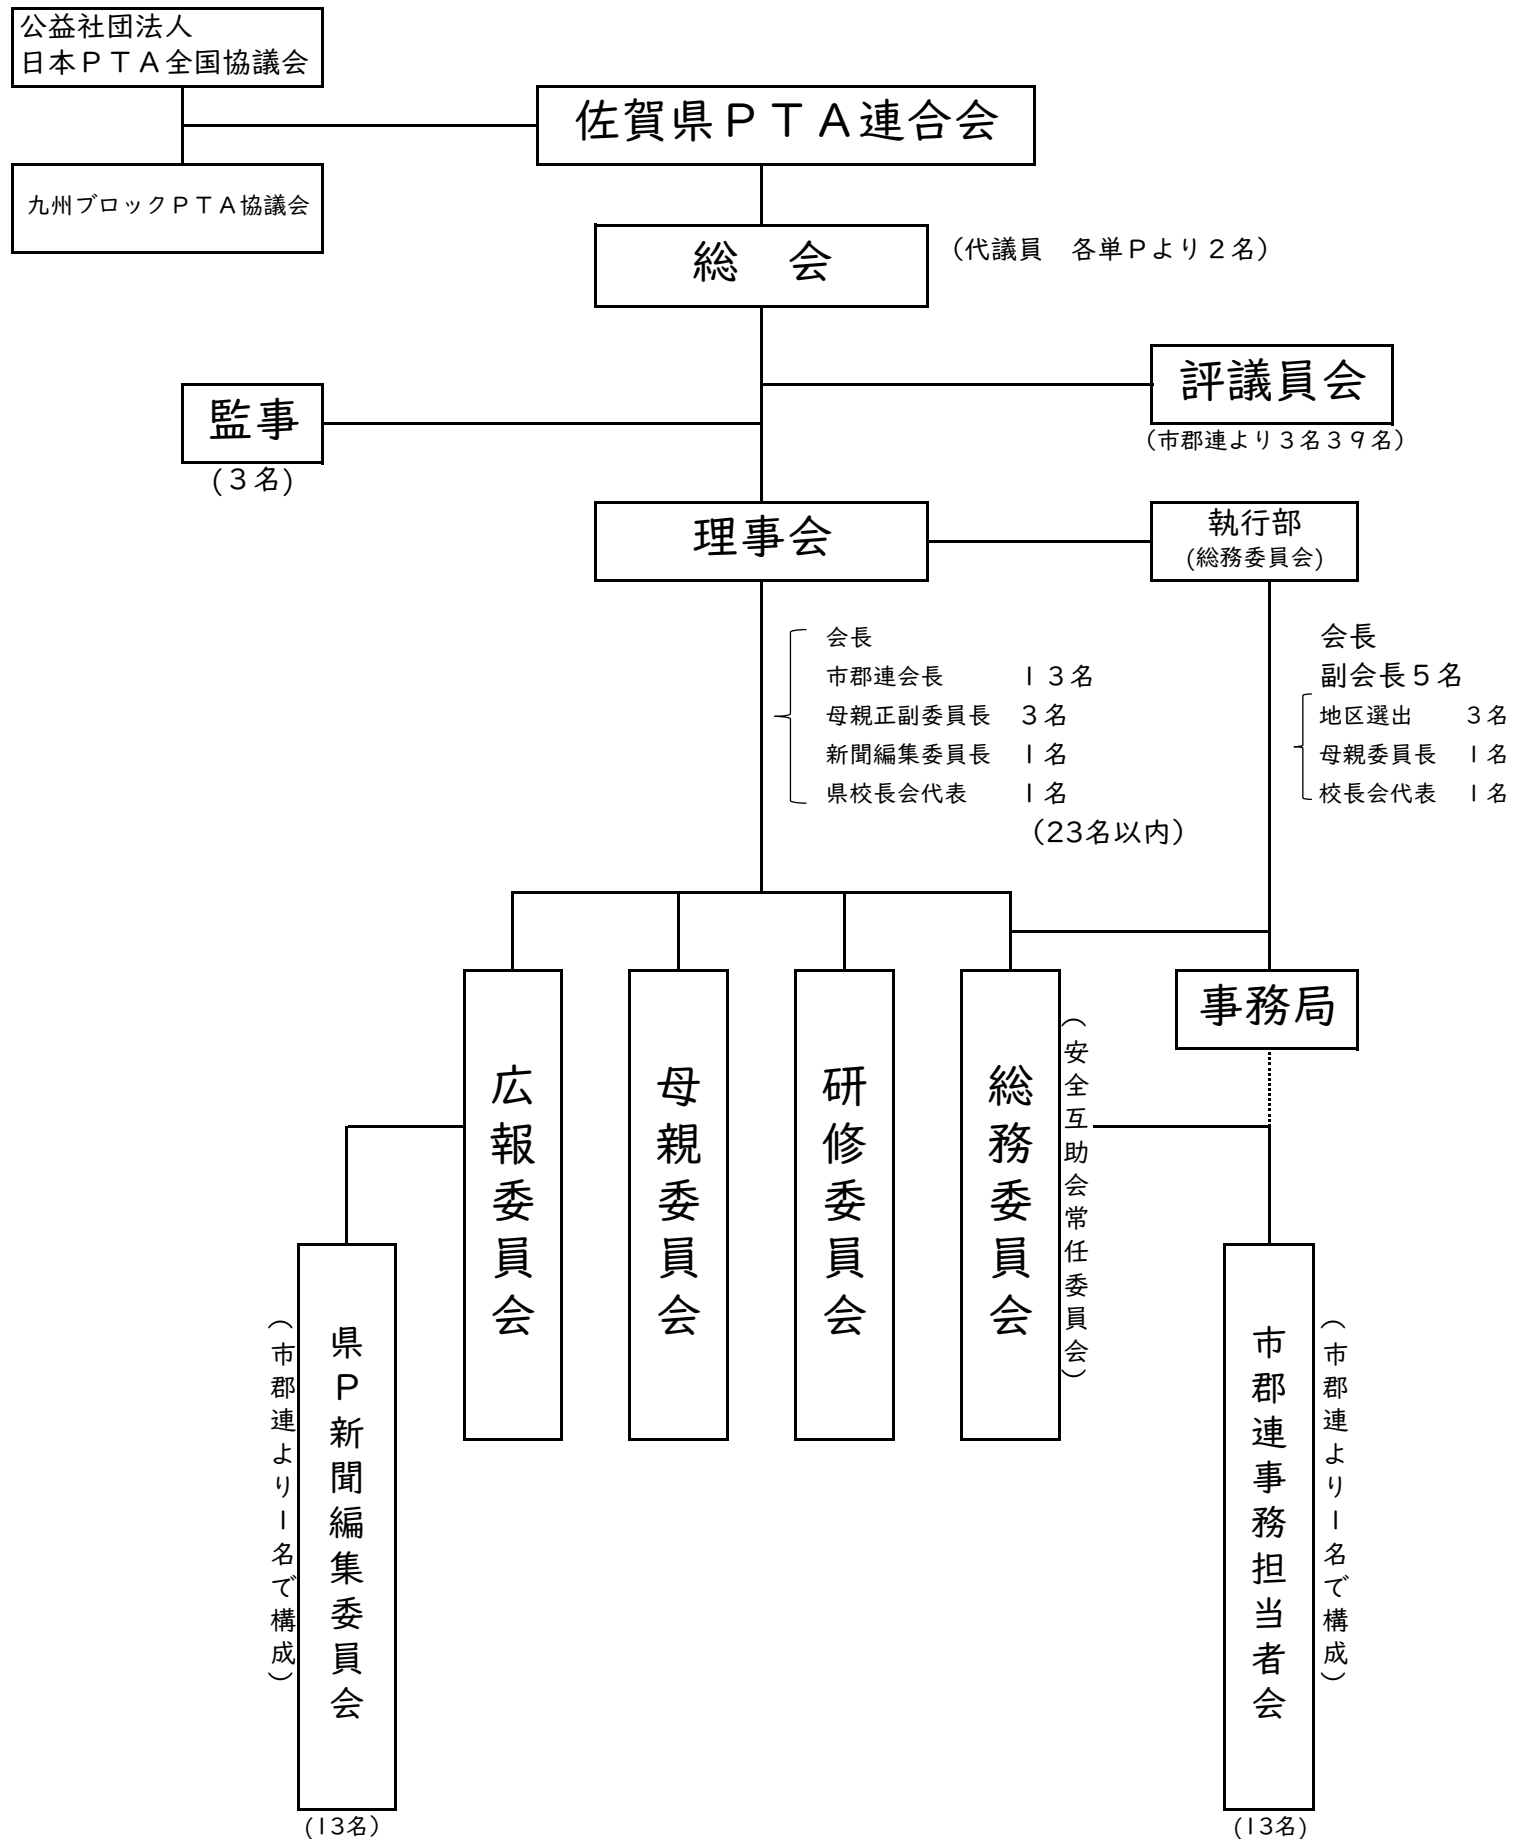 公益社団法人
日本ＰＴＡ全国協議会
佐賀県ＰＴＡ連合会
九州ブロックＰＴＡ協議会
総　会
（代議員　各単Ｐより２名）
評議員会
（市郡連より３名３９名）
監事
（３名）
理事会
執行部
（総務委員会）
会長
市郡連会長　１３名
母親正副委員長　３名
新聞編集委員長　１名
県校長会代表　１名
（23名以内）
会長
副会長５名
地区選出　３名
母親委員長　１名
校長会代表　１名
広報委員会
母親委員会
研修委員会
総務委員会
（安全互助会常任委員会）
事務局
（市郡連より１名で構成）
県Ｐ新聞編集委員会
（13名）
市郡連事務担当者会
（市郡連より１名で構成）
（13名）